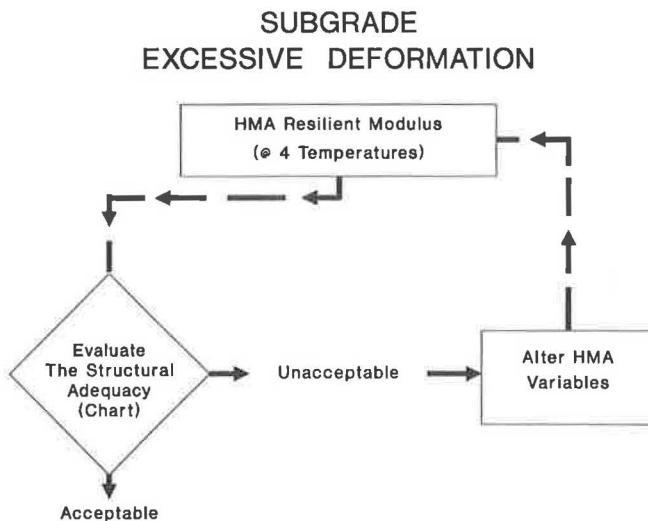 SUBGRADE
EXCESSIVE DEFORMATION
HMA Resilient Modulus
(@ 4 Temperatures)
Evaluate
The Structural
Adequacy
(Chart)
Unacceptable
Alter HMA
Variables
Acceptable